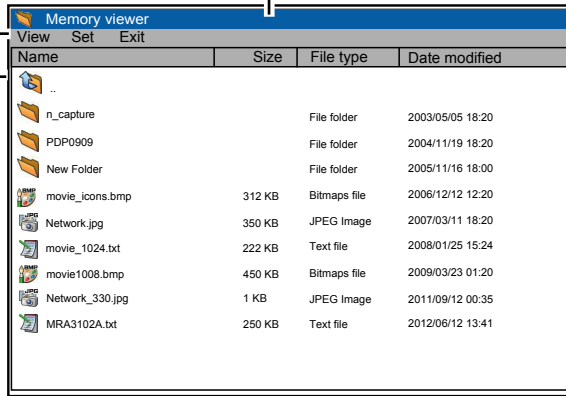 Memory viewer
View Set Exit
Name Size File type Date modified
..
n_capture File folder 2003/05/05 18:20
PDP0909 File folder 2004/11/19 18:20
New Folder File folder 2005/11/16 18:00
BMP movie_icons.bmp 312 KB Bitmaps file 2006/12/12 12:20
JPG Network.jpg 350 KB JPEG Image 2007/03/11 18:20
movie_1024.txt 222 KB Text file 2008/01/25 15:24
BMP movie1008.bmp 450 KB Bitmaps file 2009/03/23 01:20
JPG Network_330.jpg 1 KB JPEG Image 2011/09/12 00:35
MRA3102A.txt 250 KB Text file 2012/06/12 13:41